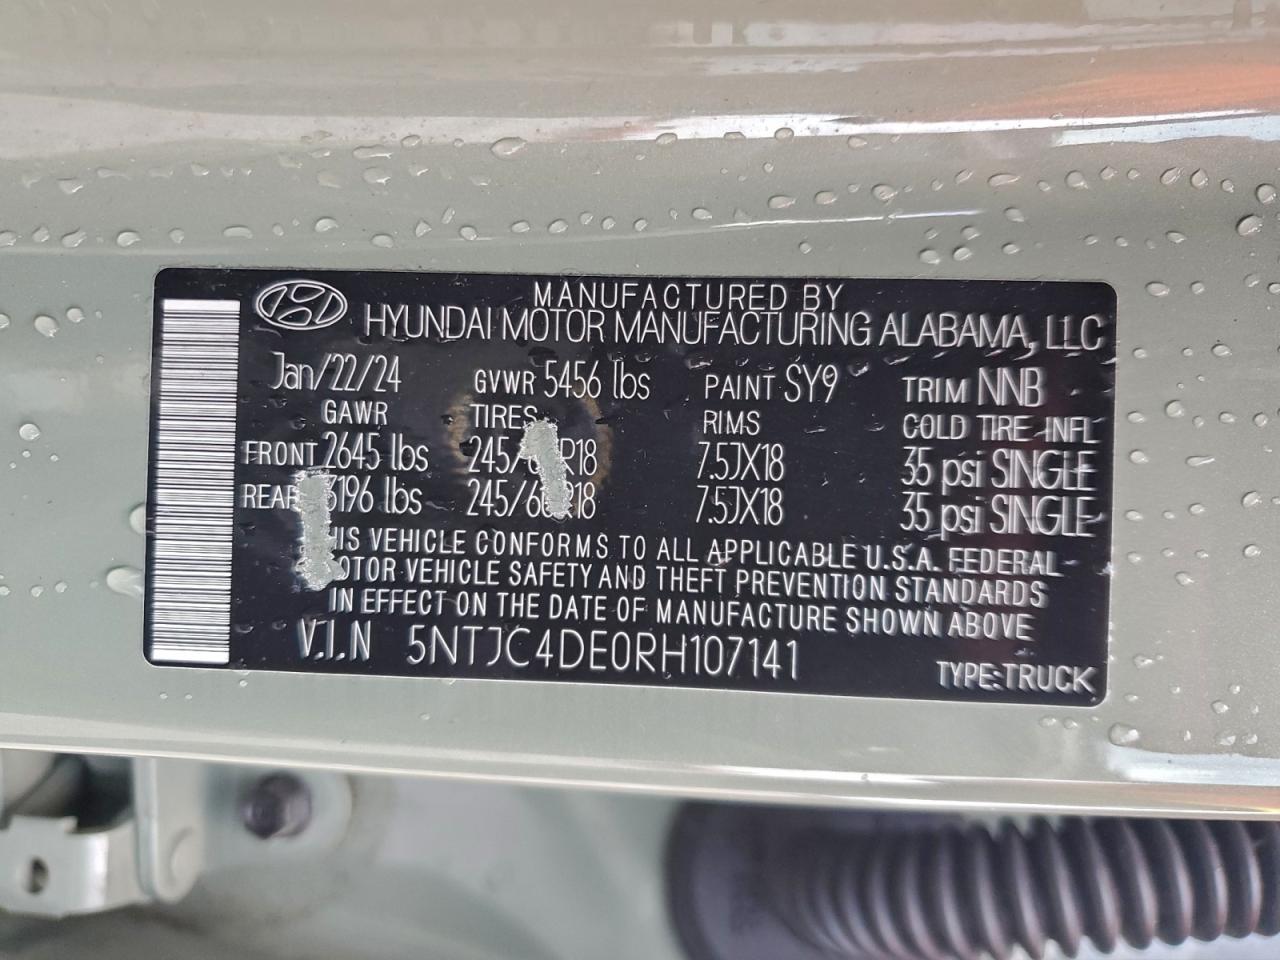 MANUFACTURED BY
HYUNDAI MOTOR MANUFACTURING ALABAMA, LLC
Jan/22/24 GVWR 5456 lbs PAINT SY9 TRIM NNB
GAWR TIRES RIMS COLD TIRE INFL
FRONT 2645 lbs 7.5JX18 35 psi SINGLE
REAR 3196 lbs 7.5JX18 35 psi SINGLE
VEHICLE CONFORMS TO ALL APPLICABLE U.S.A. FEDERAL
VEHICLE SAFETY AND THEFT PREVENTION STANDARDS
IN EFFECT ON THE DATE OF MANUFACTURE SHOWN ABOVE
V.I.N 5NTJC4DE0RH107141 TYPE:TRUCK